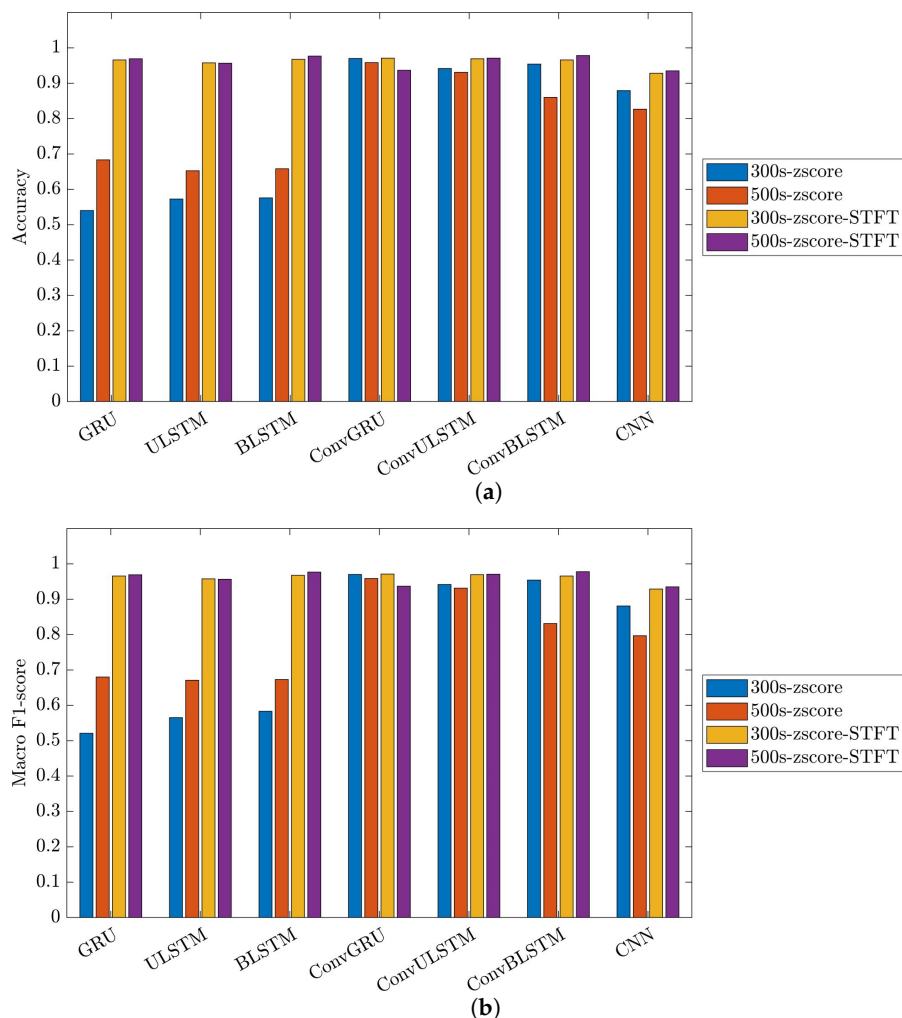 1
0.9
0.8
0.7
0.6
0.5
0.4
0.3
0.2
0.1
0
Accuracy
GRU
ULSTM
BLSTM
ConvGRU
ConvULSTM
ConvBLSTM
CNN
300s-zscore
500s-zscore
300s-zscore-STFT
500s-zscore-STFT
(a)
1
0.9
0.8
0.7
0.6
0.5
0.4
0.3
0.2
0.1
0
Macro F1-score
GRU
ULSTM
BLSTM
ConvGRU
ConvULSTM
ConvBLSTM
CNN
300s-zscore
500s-zscore
300s-zscore-STFT
500s-zscore-STFT
(b)